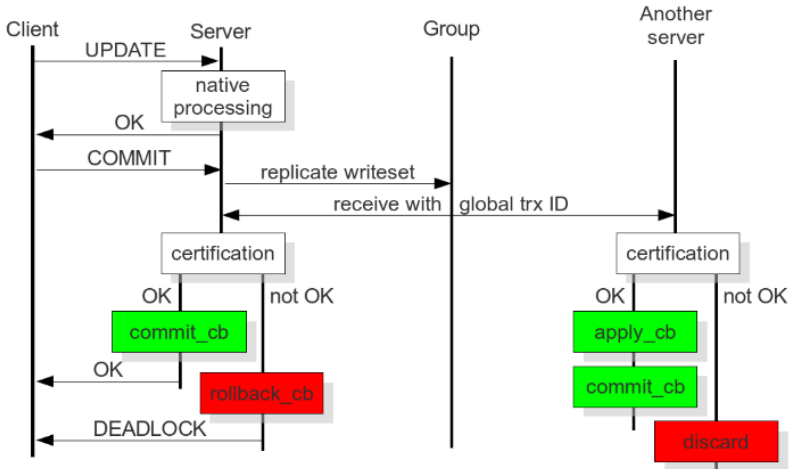 Client
Server
Group
Another
server
UPDATE
native
processing
OK
COMMIT
replicate writeset
receive with global trx ID
certification
certification
OK
not OK
OK
not OK
commit_cb
apply_cb
OK
rollback_cb
commit_cb
DEADLOCK
discard